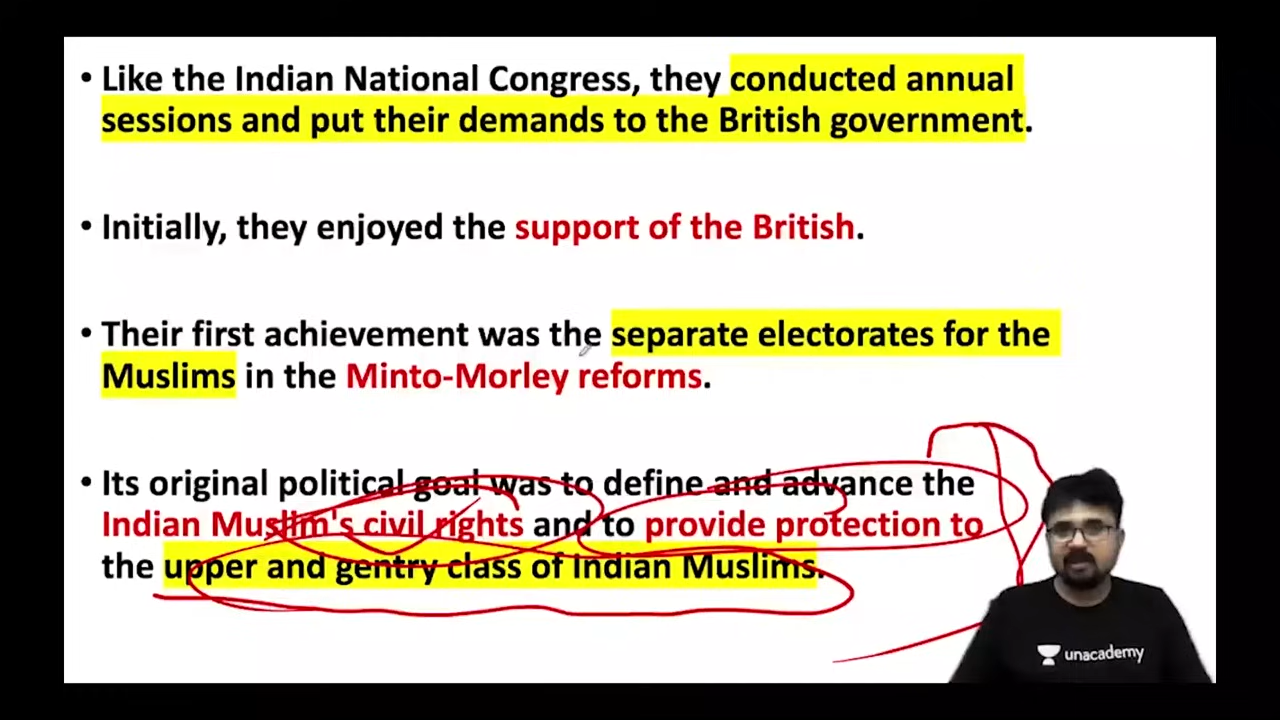 • Like the Indian National Congress, they conducted annual
sessions and put their demands to the British government.
• Initially, they enjoyed the support of the British.
• Their first achievement was the separate electorates for the
Muslims in the Minto-Morley reforms.
• Its original political goal was to define and advance the
Indian Muslim's civil rights and to provide protection to
the upper and gentry class of Indian Muslims.
unacademy